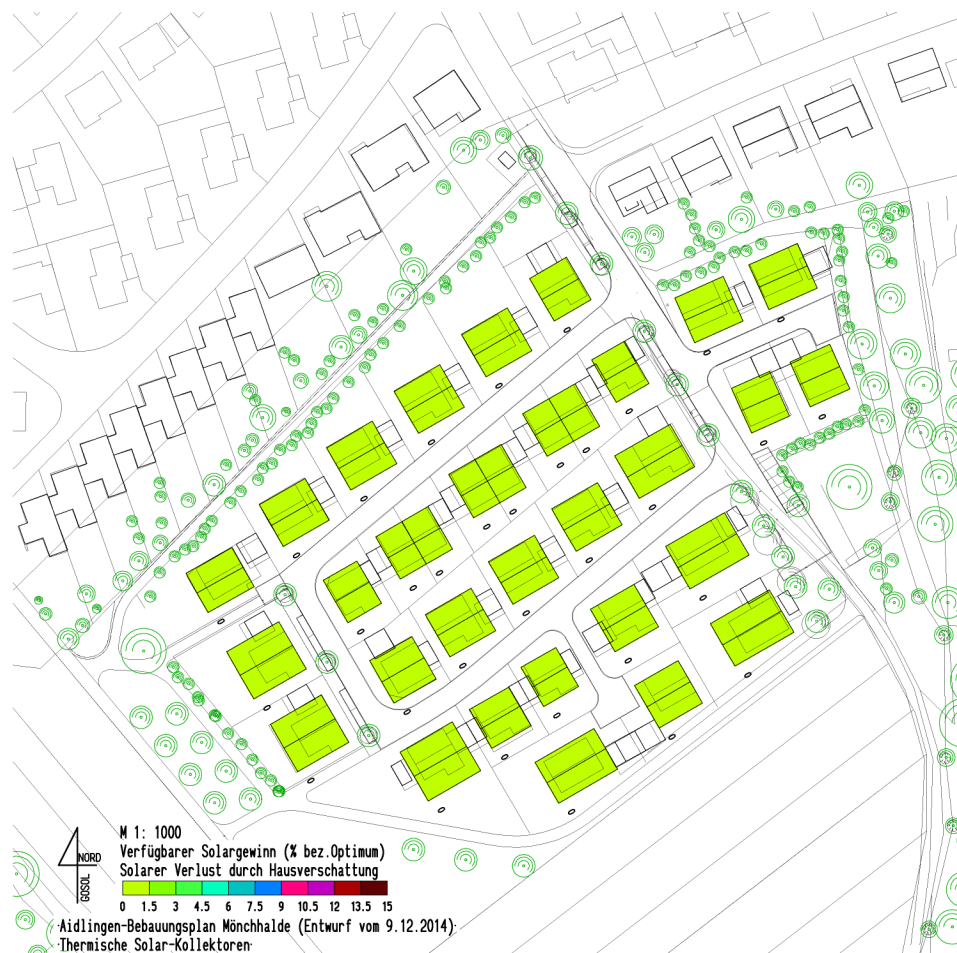 M 1: 1000
NORD
GOSOL
Verfügbarer Solargewinn (% bez.Optimum)
Solarer Verlust durch Hausverschattung
0 1.5 3 4.5 6 7.5 9 10.5 12 13.5 15
Aidlingen-Bebauungsplan Mönchhalde (Entwurf vom 9.12.2014)
Thermische Solar-Kollektoren